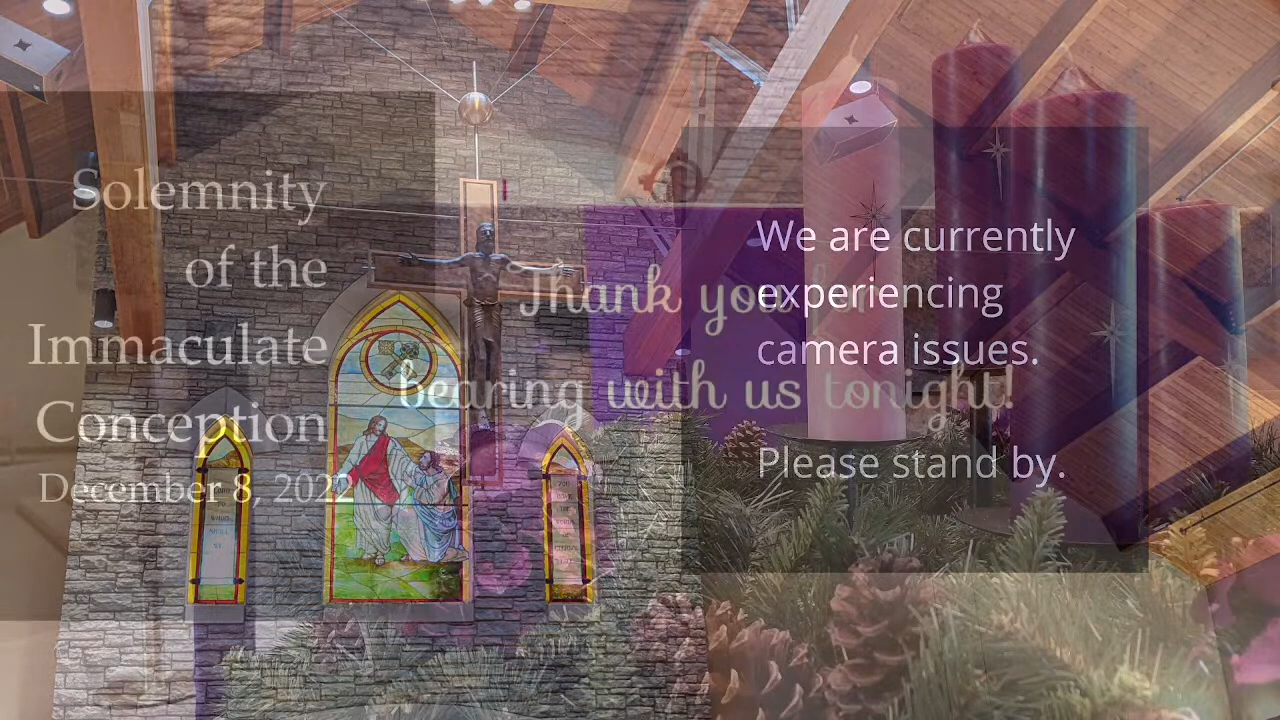 Solemnity
of the
Immaculate
Conception
December 8, 2022
Thank you for
bearing with us tonight!
We are currently
experiencing
camera issues.
Please stand by.